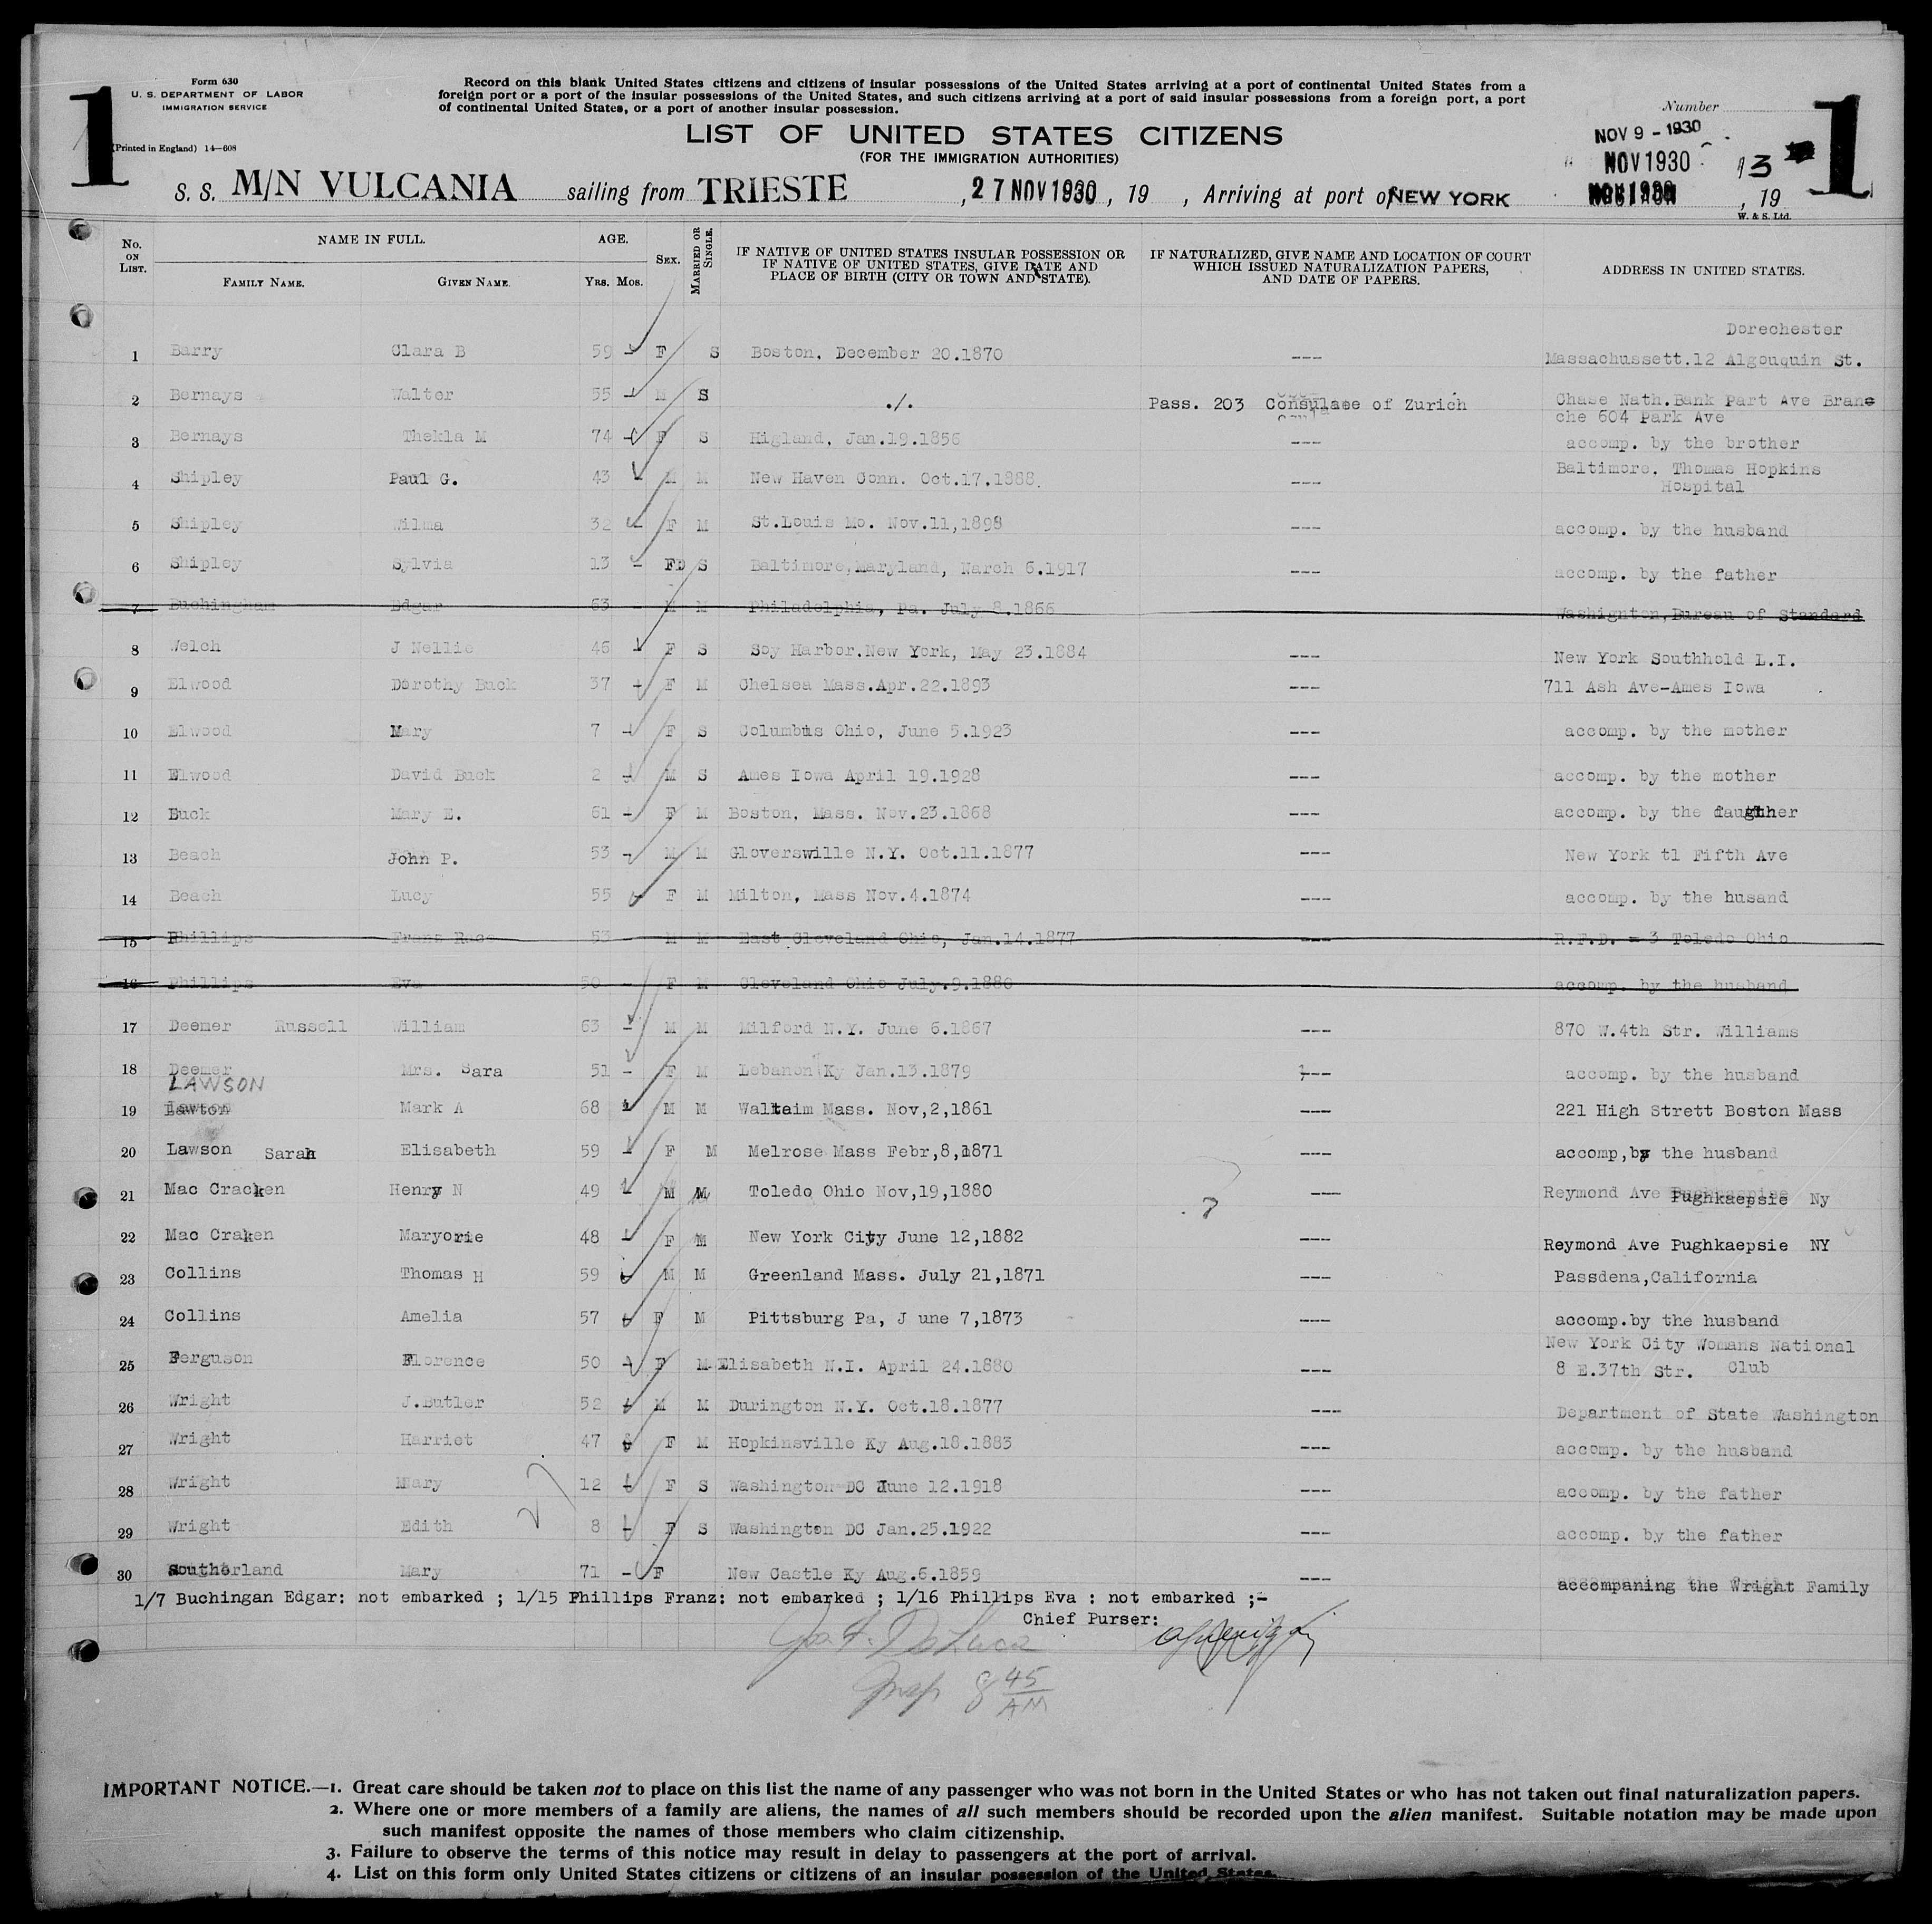 1
Form 630
U. S. DEPARTMENT OF LABOR
IMMIGRATION SERVICE
(Printed in England) 14—608
Record on this blank United States citizens and citizens of insular possessions of the United States arriving at a port of continental United States from a
foreign port or a port of the insular possessions of the United States, and such citizens arriving at a port of said insular possessions from a foreign port, a port
of continental United States, or a port of another insular possession.
LIST OF UNITED STATES CITIZENS
(FOR THE IMMIGRATION AUTHORITIES)
Number
NOV 9 - 1930
NOV 1930
13
1
S. S. M/N VULCANIA sailing from TRIESTE , 27 NOV 1930 , 19 , Arriving at port of NEW YORK , 19
W. & S. Ltd.
No. ON LIST.
NAME IN FULL.
FAMILY NAME.
GIVEN NAME.
AGE.
YRS. MOS.
SEX.
MARRIED OR SINGLE.
IF NATIVE OF UNITED STATES INSULAR POSSESSION OR
IF NATIVE OF UNITED STATES, GIVE DATE AND
PLACE OF BIRTH (CITY OR TOWN AND STATE).
IF NATURALIZED, GIVE NAME AND LOCATION OF COURT
WHICH ISSUED NATURALIZATION PAPERS,
AND DATE OF PAPERS.
ADDRESS IN UNITED STATES.
Dorechester
1 Barry Clara B 59 - F S Boston, December 20.1870 --- Massachussett.12 Algouquin St.
2 Bernays Walter 55 - M S ./. Pass. 203 Consulaee of Zurich Chase Nath.Bank Part Ave Brane
che 604 Park Ave
3 Bernays Thekla M 74 - F S Higland, Jan.19.1856 --- accomp. by the brother
4 Shipley Paul G. 43 - M M New Haven Conn. Oct.17.1888. --- Baltimore. Thomas Hopkins
Hospital
5 Shipley Wilma 32 - F M St.Louis Mo. Nov.11,1898 --- accomp. by the husband
6 Shipley Sylvia 13 - F S Baltimore,Maryland, Narch 6.1917 --- accomp. by the father
7 Buchingham Edgar 63 - M M Philadelphia, Pa. July 8.1866 Washignton,Bureau of Standard
8 Welch J Nellie 46 - F S Soy Harbor.New York, May 23.1884 --- New York Southhold L.I.
9 Elwood Dorothy Buck 37 - F M Chelsea Mass.Apr.22.1893 --- 711 Ash Ave-Ames Iowa
10 Elwood Mary 7 - F S Columbus Ohio, June 5.1923 --- accomp. by the mother
11 Elwood David Buck 2 - M S Ames Iowa April 19.1928 --- accomp. by the mother
12 Buck Mary E. 61 - F M Boston, Mass. Nov.23.1868 --- accomp. by the daugther
13 Beach John P. 53 - M M Gloverswille N.Y. Oct.11.1877 --- New York tl Fifth Ave
14 Beach Lucy 55 - F M Milton, Mass Nov.4.1874 --- accomp. by the husand
15 Phillips Franz Rose 53 - M M East Cleveland Ohio, Jan.14.1877 --- R.F.D. = 3 Toledo Ohio
16 Phillips Eva 50 - F M Cleveland Ohio July.9.1880 accomp. by the husband
17 Deemer Russell William 63 - M M Milford N.Y. June 6.1867 --- 870 W.4th Str. Williams
18 Deemer Mrs. Sara 51 - F M Lebanon Ky Jan.13.1879 --- accomp. by the husband
LAWSON
19 Lawton Mark A 68 - M M Waltaim Mass. Nov,2,1861 --- 221 High Strett Boston Mass
20 Lawson Sarah Elisabeth 59 - F M Melrose Mass Febr,8,1871 --- accomp,by the husband
21 Mac Cracken Henry N 49 - M M Toledo Ohio Nov,19,1880 --- Reymond Ave Pughkaepsie Ny
22 Mac Craken Maryorie 48 - F M New York City June 12,1882 --- Reymond Ave Pughkaepsie NY
23 Collins Thomas H 59 - M M Greenland Mass. July 21,1871 --- Passdena,California
24 Collins Amelia 57 - F M Pittsburg Pa, J une 7,1873 --- accomp.by the husband
New York City Womans National
25 Ferguson Florence 50 - F M Elisabeth N.I. April 24.1880 --- 8 E.37th Str. Club
26 Wright J.Butler 52 - M M Durington N.Y. Oct.18.1877 --- Department of State Washington
27 Wright Harriet 47 - F M Hopkinsville Ky Aug.18.1883 --- accomp. by the husband
28 Wright Mary 12 - F S Washington DC June 12.1918 --- accomp. by the father
29 Wright Edith 8 - F S Washington DC Jan.25.1922 --- accomp. by the father
30 Southerland Mary 71 - F New Castle Ky Aug.6.1859 --- accompaning the Wright Family
1/7 Buchingan Edgar: not embarked ; 1/15 Phillips Franz: not embarked ; 1/16 Phillips Eva : not embarked ;-
Chief Purser:
Jo. F. DeLuca
Insp 8 45 AM
IMPORTANT NOTICE.—1. Great care should be taken not to place on this list the name of any passenger who was not born in the United States or who has not taken out final naturalization papers.
2. Where one or more members of a family are aliens, the names of all such members should be recorded upon the alien manifest. Suitable notation may be made upon
such manifest opposite the names of those members who claim citizenship.
3. Failure to observe the terms of this notice may result in delay to passengers at the port of arrival.
4. List on this form only United States citizens or citizens of an insular possession of the United States.